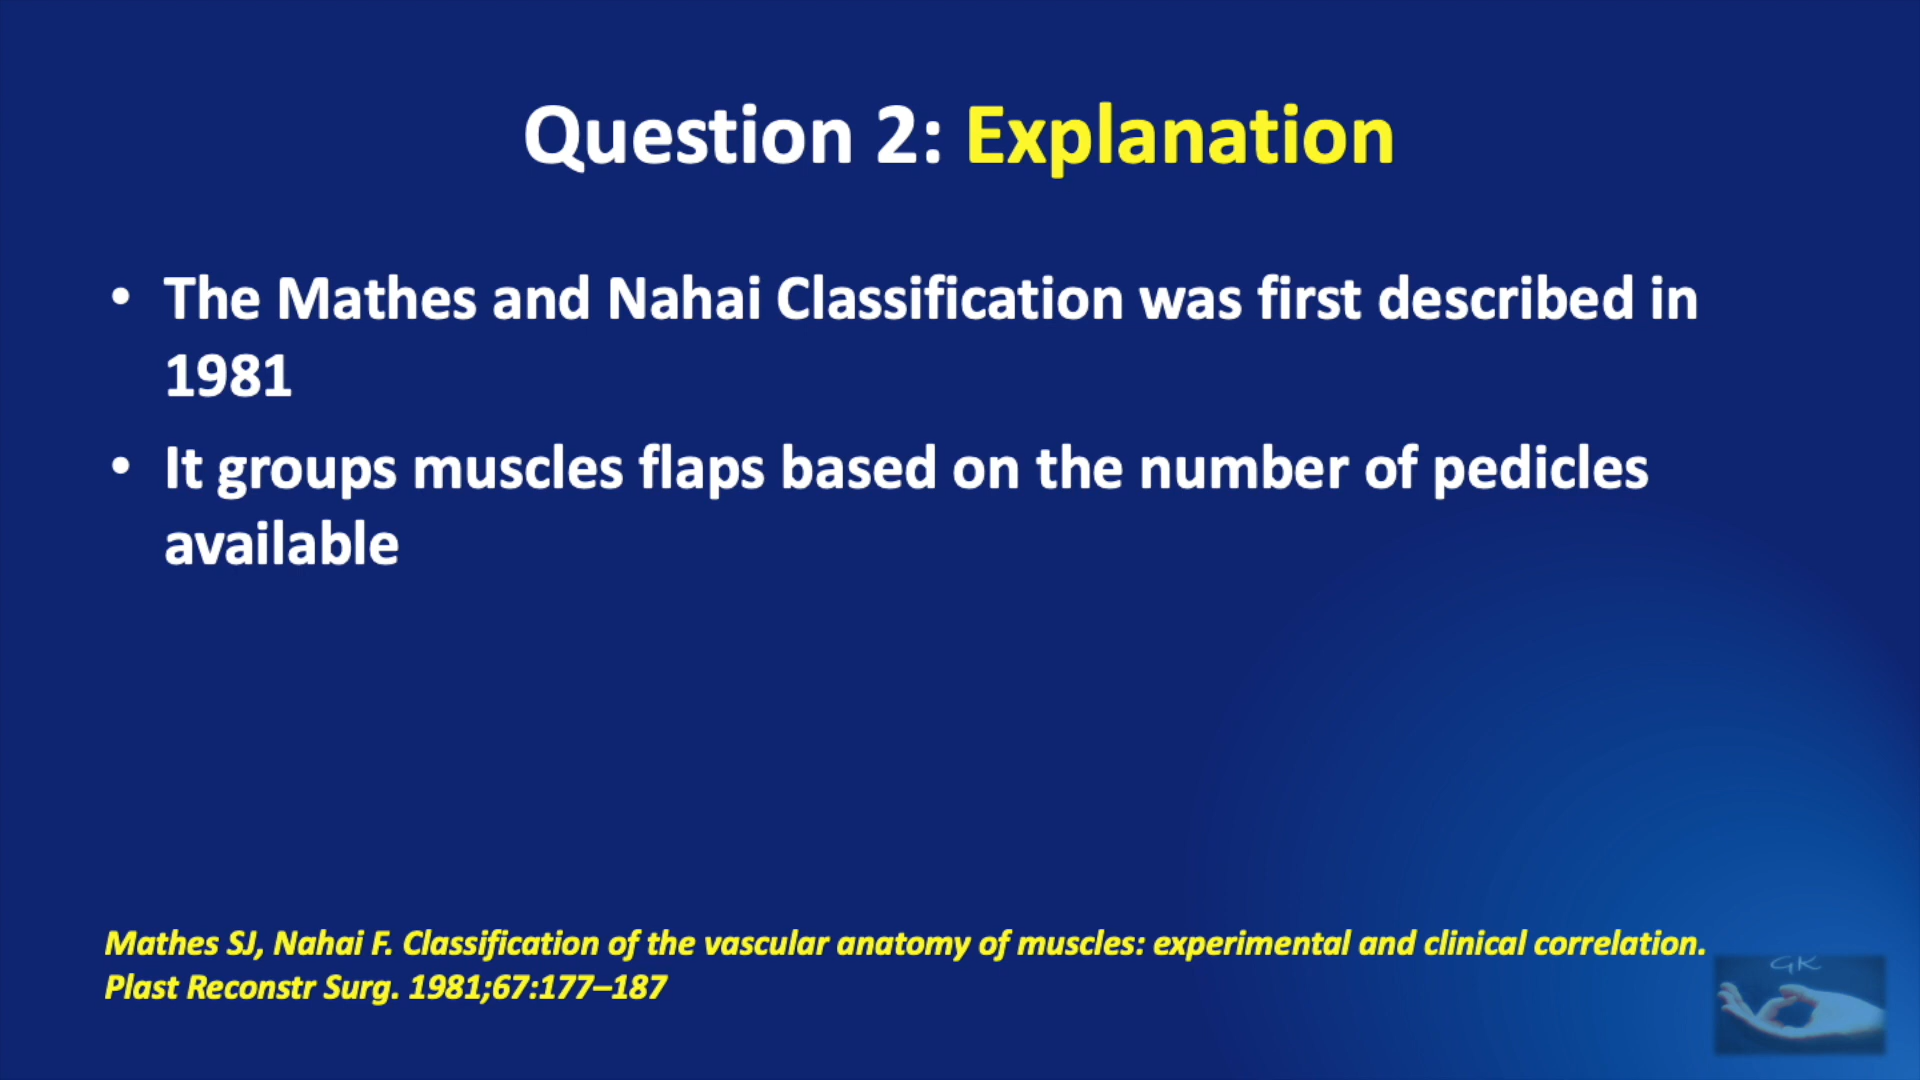 Question 2: Explanation
• The Mathes and Nahai Classification was first described in
1981
• It groups muscles flaps based on the number of pedicles
available
Mathes SJ, Nahai F. Classification of the vascular anatomy of muscles: experimental and clinical correlation.
Plast Reconstr Surg. 1981;67:177–187
GK